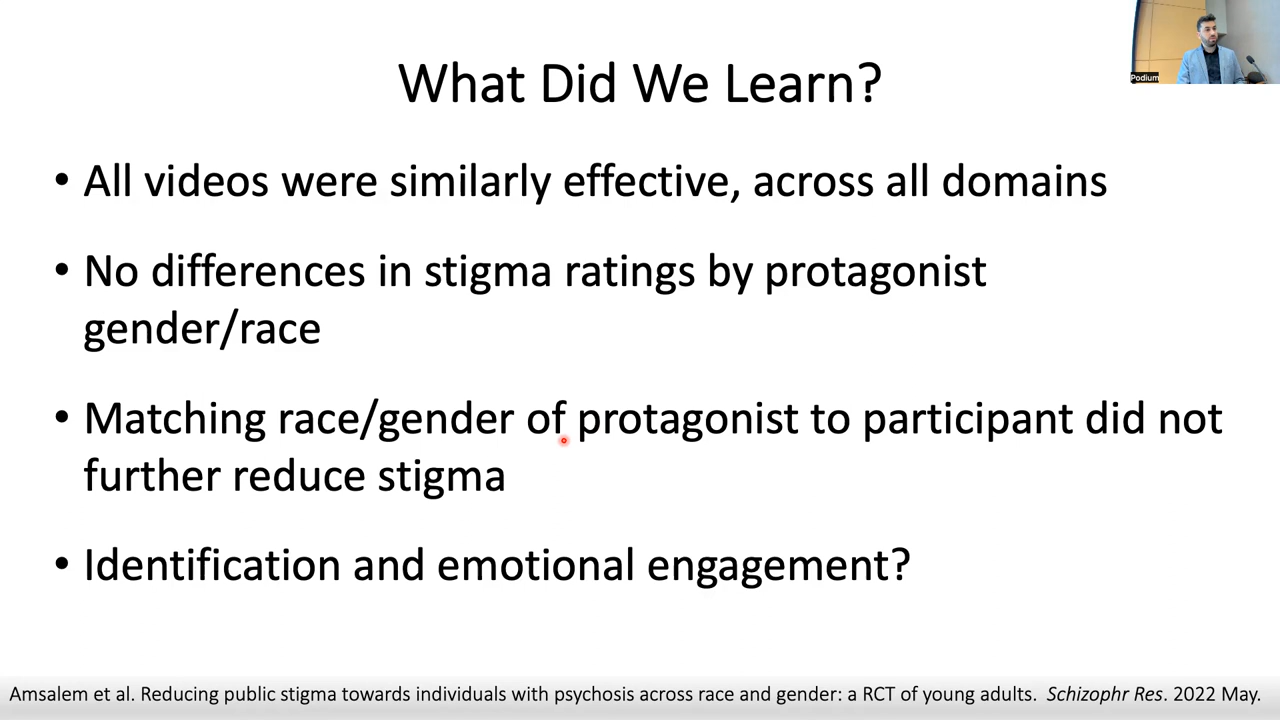 Podium
What Did We Learn?
• All videos were similarly effective, across all domains
• No differences in stigma ratings by protagonist
gender/race
• Matching race/gender of protagonist to participant did not
further reduce stigma
• Identification and emotional engagement?
Amsalem et al. Reducing public stigma towards individuals with psychosis across race and gender: a RCT of young adults. Schizophr Res. 2022 May.